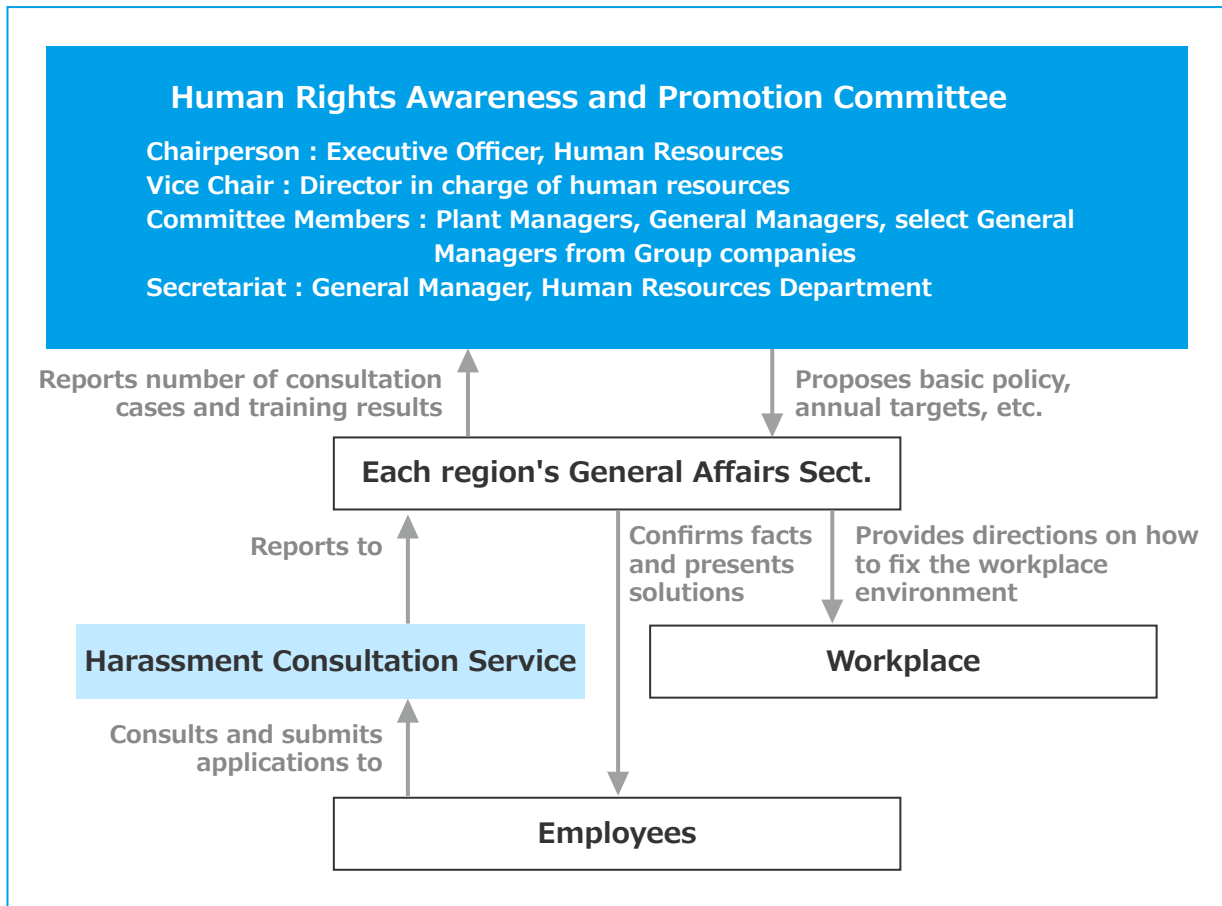 Human Rights Awareness and Promotion Committee
Chairperson : Executive Officer, Human Resources
Vice Chair : Director in charge of human resources
Committee Members : Plant Managers, General Managers, select General
Managers from Group companies
Secretariat : General Manager, Human Resources Department
Reports number of consultation
cases and training results
Proposes basic policy,
annual targets, etc.
Each region's General Affairs Sect.
Reports to
Confirms facts
and presents
solutions
Provides directions on how
to fix the workplace
environment
Harassment Consultation Service
Workplace
Consults and submits
applications to
Employees